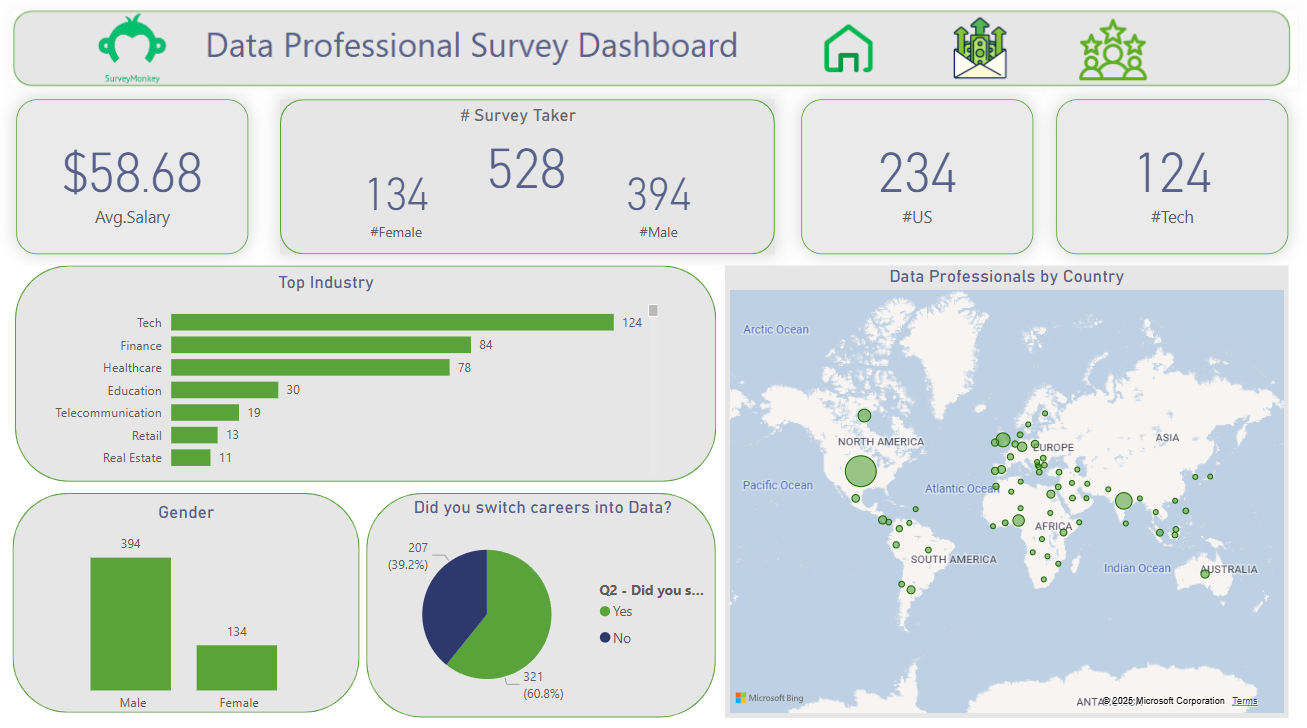 SurveyMonkey
Data Professional Survey Dashboard
$58.68
Avg.Salary
# Survey Taker
528
134
#Female
394
#Male
234
#US
124
#Tech
Top Industry
Tech 124
Finance 84
Healthcare 78
Education 30
Telecommunication 19
Retail 13
Real Estate 11
Gender
394
134
Male
Female
Did you switch careers into Data?
207
(39.2%)
321
(60.8%)
Q2 - Did you s...
Yes
No
Data Professionals by Country
Arctic Ocean
NORTH AMERICA
EUROPE
ASIA
Pacific Ocean
Atlantic Ocean
AFRICA
SOUTH AMERICA
Indian Ocean
AUSTRALIA
Microsoft Bing
ANTA
© 2025 Microsoft Corporation Terms